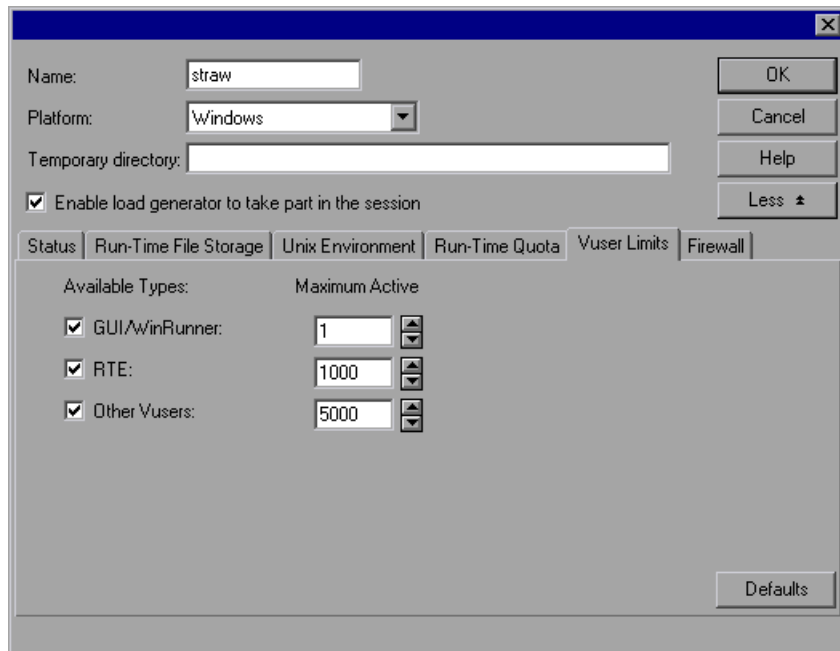 Name: straw OK
Platform: Windows Cancel
Temporary directory: Help
Enable load generator to take part in the session Less
Status Run-Time File Storage Unix Environment Run-Time Quota Vuser Limits Firewall
Available Types: Maximum Active
GUI/WinRunner: 1
RTE: 1000
Other Vusers: 5000
Defaults